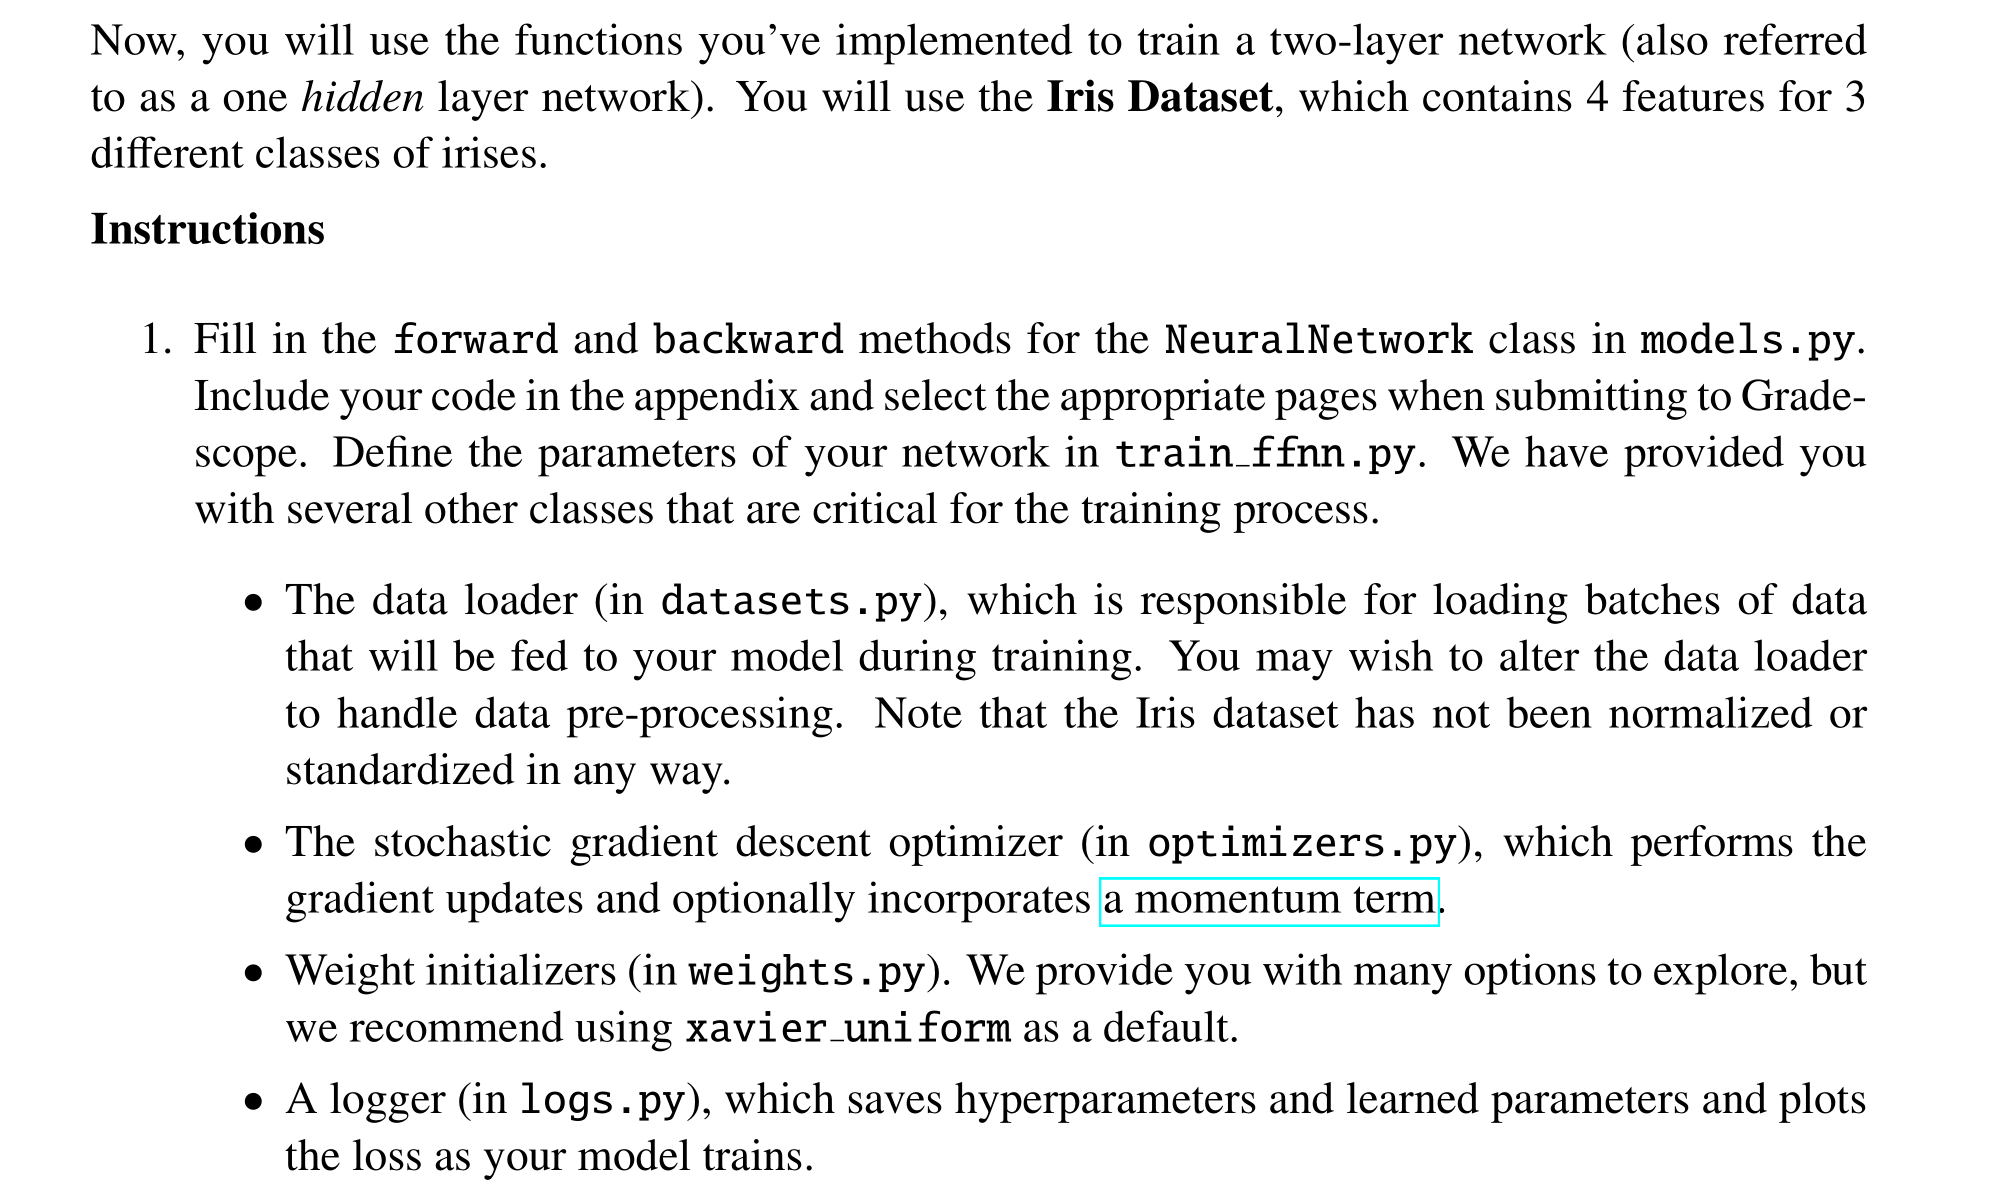 Now, you will use the functions you've implemented to train a two-layer network (also referred
to as a one hidden layer network). You will use the Iris Dataset, which contains 4 features for 3
different classes of irises.
Instructions
1. Fill in the forward and backward methods for the NeuralNetwork class in models.py.
Include your code in the appendix and select the appropriate pages when submitting to Grade-
scope. Define the parameters of your network in train_ffnn.py. We have provided you
with several other classes that are critical for the training process.
• The data loader (in datasets.py), which is responsible for loading batches of data
that will be fed to your model during training. You may wish to alter the data loader
to handle data pre-processing. Note that the Iris dataset has not been normalized or
standardized in any way.
• The stochastic gradient descent optimizer (in optimizers.py), which performs the
gradient updates and optionally incorporates a momentum term.
• Weight initializers (in weights.py). We provide you with many options to explore, but
we recommend using xavier_uniform as a default.
• A logger (in logs.py), which saves hyperparameters and learned parameters and plots
the loss as your model trains.